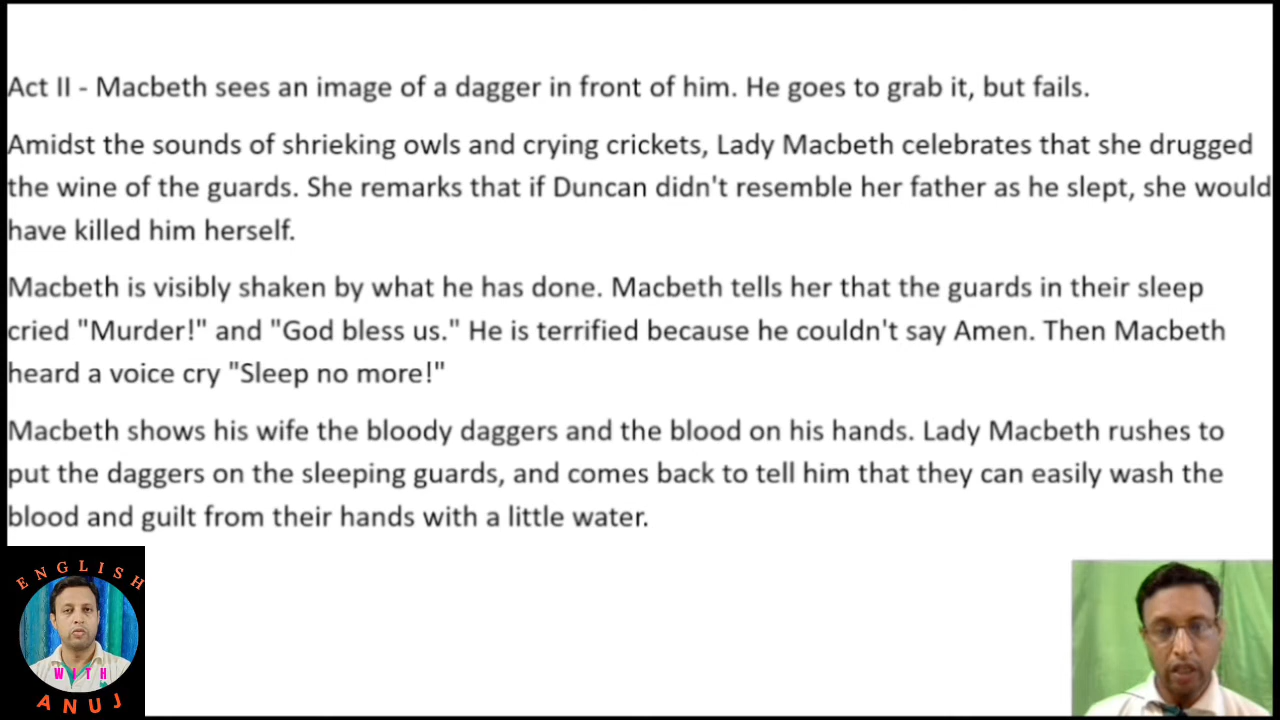 Act II - Macbeth sees an image of a dagger in front of him. He goes to grab it, but fails.
Amidst the sounds of shrieking owls and crying crickets, Lady Macbeth celebrates that she drugged
the wine of the guards. She remarks that if Duncan didn't resemble her father as he slept, she would
have killed him herself.
Macbeth is visibly shaken by what he has done. Macbeth tells her that the guards in their sleep
cried "Murder!" and "God bless us." He is terrified because he couldn't say Amen. Then Macbeth
heard a voice cry "Sleep no more!"
Macbeth shows his wife the bloody daggers and the blood on his hands. Lady Macbeth rushes to
put the daggers on the sleeping guards, and comes back to tell him that they can easily wash the
blood and guilt from their hands with a little water.
ENGLISH
WITH
ANUJ